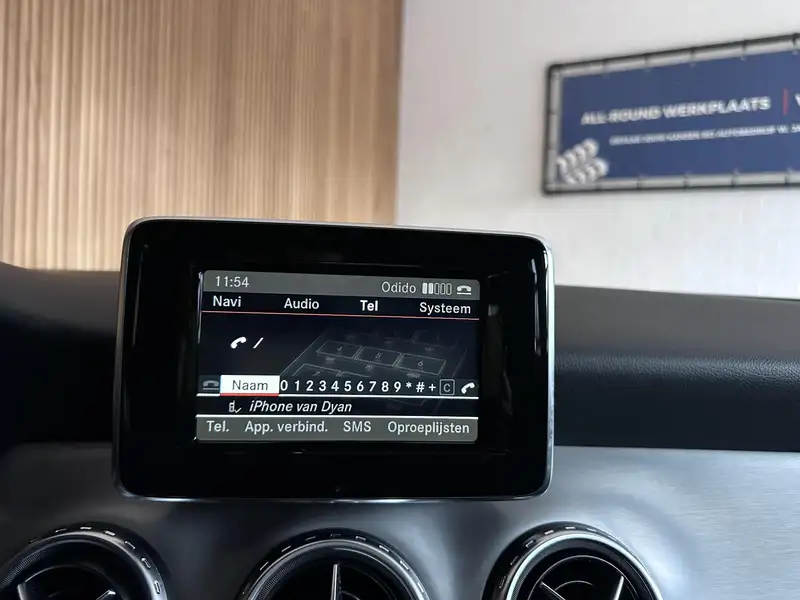 ALL-ROUND WERKPLAATS
11:54 Odido
Navi Audio Tel Systeem
Naam 0 1 2 3 4 5 6 7 8 9 * # + C
iPhone van Dyan
Tel. App. verbind. SMS Oproeplijsten